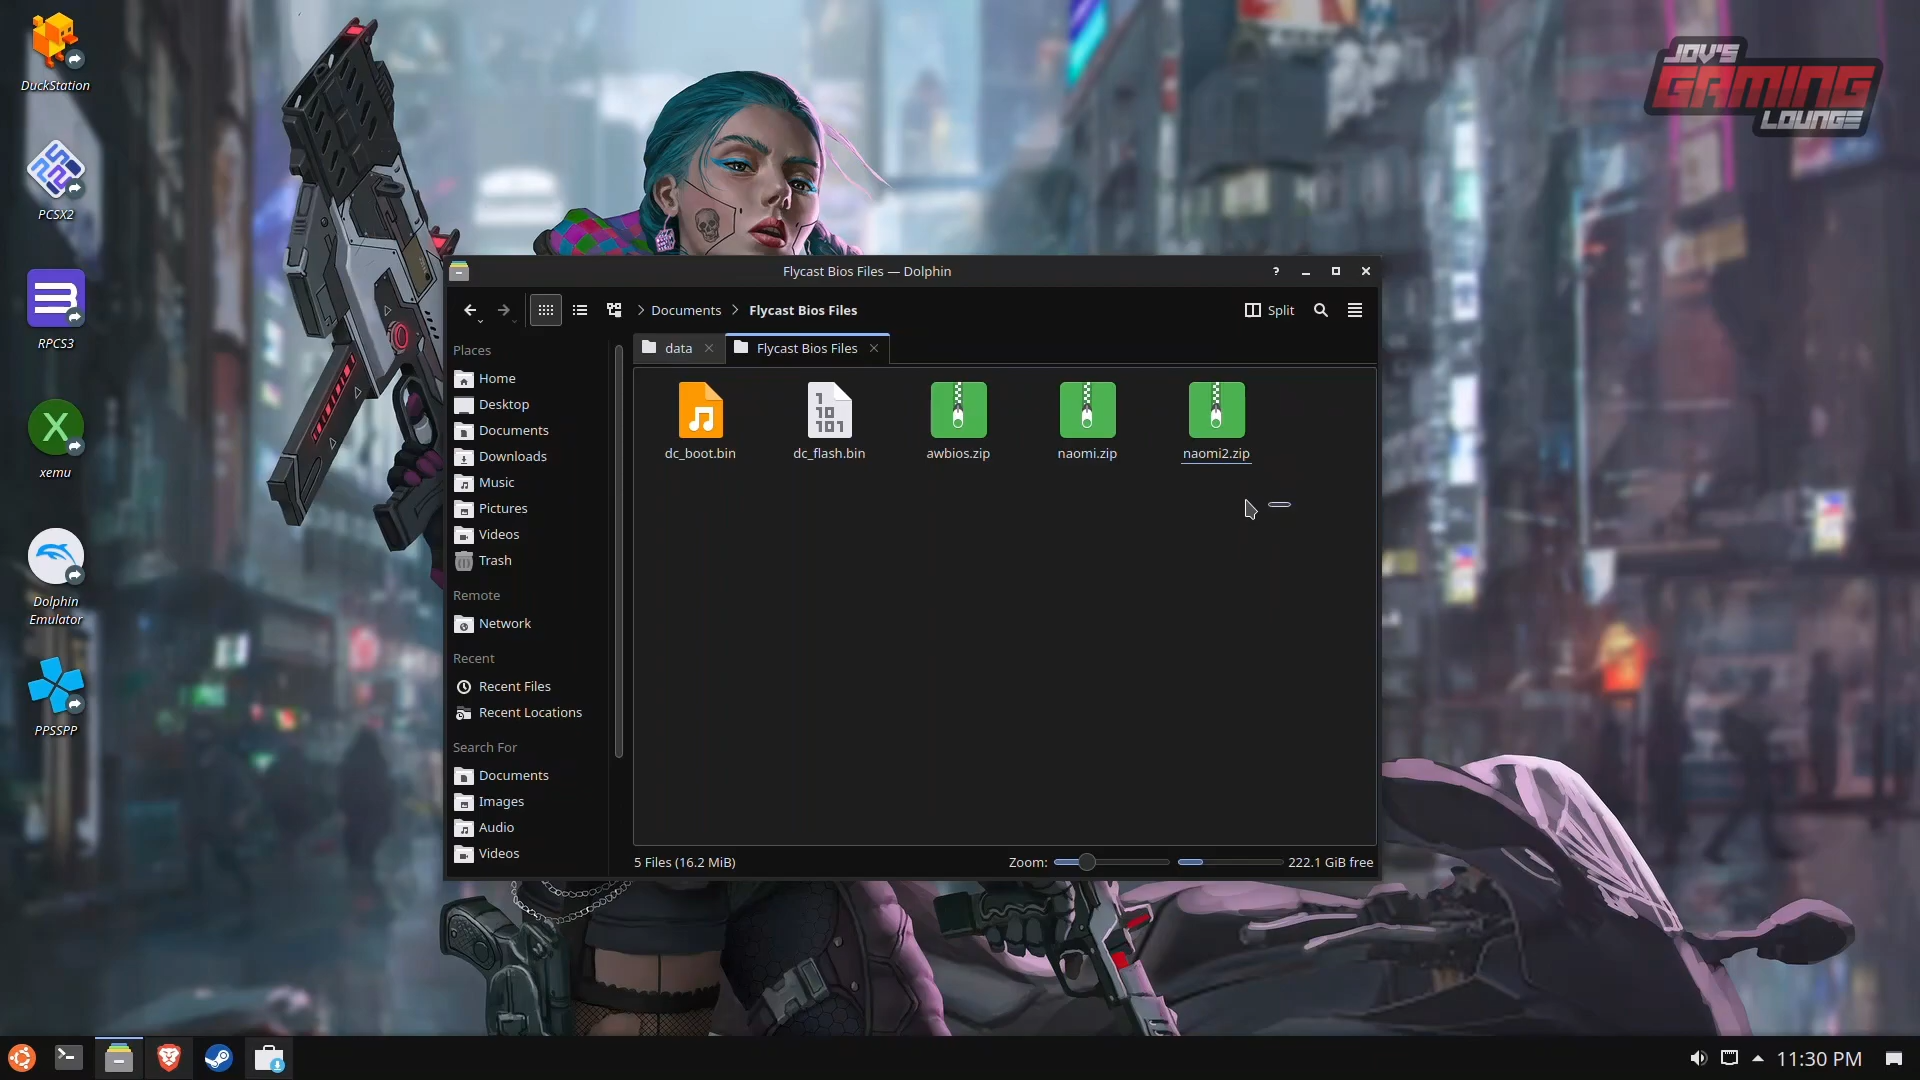 DuckStation
PCSX2
RPCS3
xemu
Dolphin
Emulator
PPSSPP
JOV'S
GAMING
LOUNGE
Flycast Bios Files — Dolphin
Documents
Flycast Bios Files
Split
data
Flycast Bios Files
Places
Home
Desktop
Documents
Downloads
Music
Pictures
Videos
Trash
Remote
Network
Recent
Recent Files
Recent Locations
Search For
Documents
Images
Audio
Videos
dc_boot.bin
dc_flash.bin
awbios.zip
naomi.zip
naomi2.zip
5 Files (16.2 MiB)
Zoom:
222.1 GiB free
11:30 PM